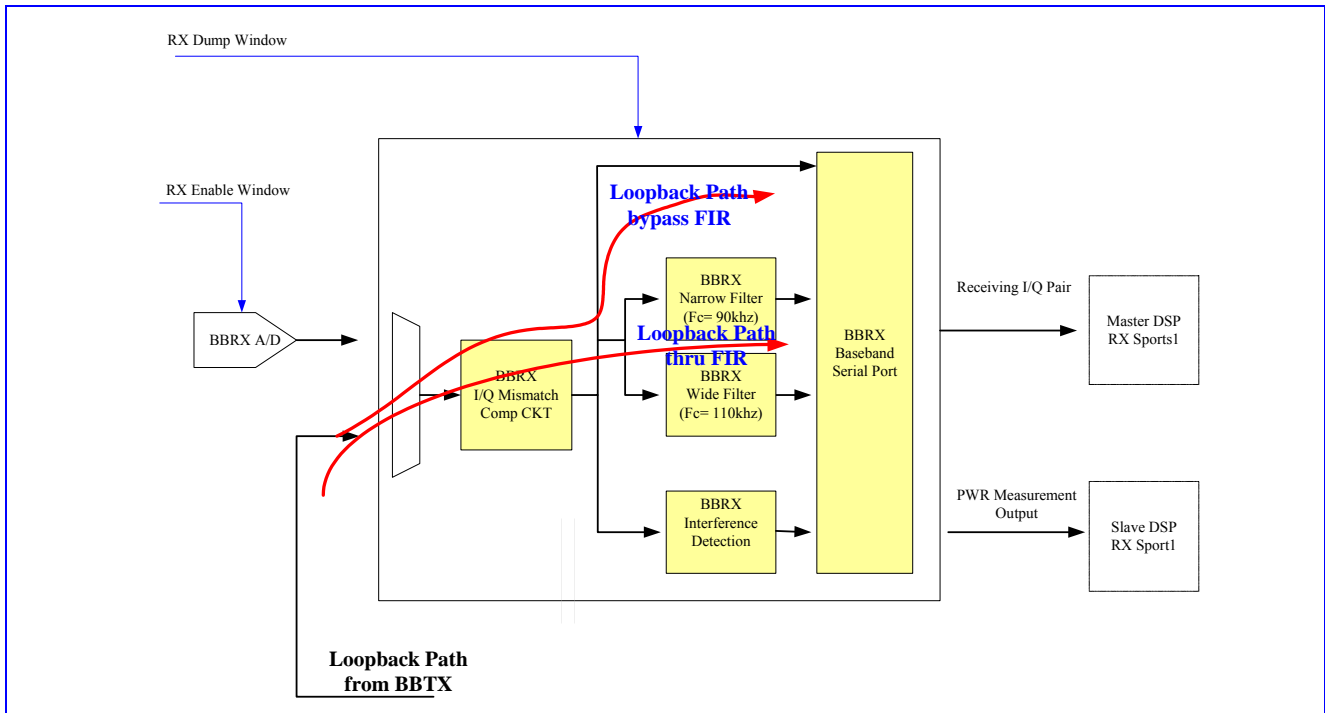 RX Dump Window
RX Enable Window
BBRX A/D
Loopback Path
bypass FIR
BBRX
Narrow Filter
(Fc= 90khz)
Loopback Path
thru FIR
BBRX
I/Q Mismatch
Comp CKT
BBRX
Wide Filter
(Fc= 110khz)
BBRX
Interference
Detection
BBRX
Baseband
Serial Port
Receiving I/Q Pair
Master DSP
RX Sports1
PWR Measurement
Output
Slave DSP
RX Sport1
Loopback Path
from BBTX